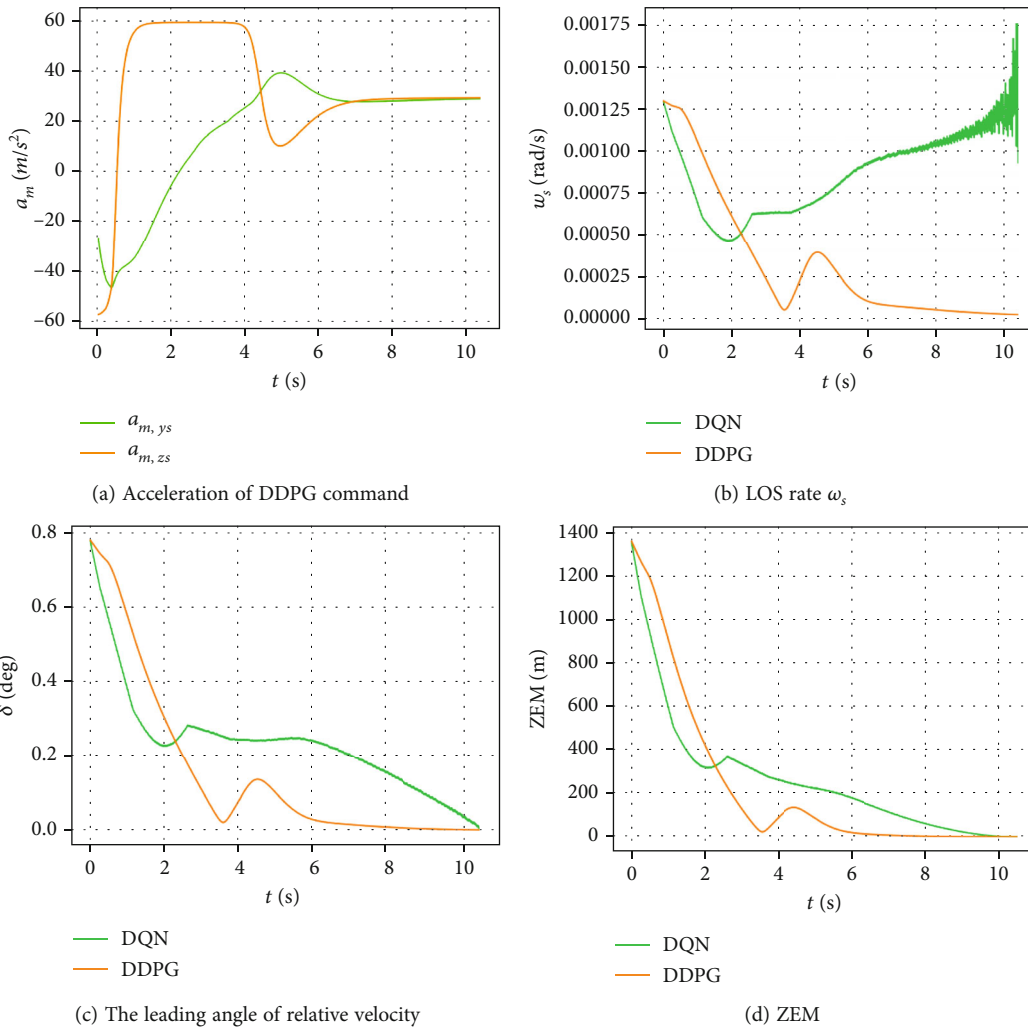 60
40
20
0
−20
−40
−60
a_m (m/s²)
0 2 4 6 8 10
t (s)
a_{m, ys}
a_{m, zs}
(a) Acceleration of DDPG command
0.00175
0.00150
0.00125
0.00100
0.00075
0.00050
0.00025
0.00000
w_s (rad/s)
0 2 4 6 8 10
t (s)
DQN
DDPG
(b) LOS rate ω_s
0.8
0.6
0.4
0.2
0.0
δ (deg)
0 2 4 6 8 10
t (s)
DQN
DDPG
(c) The leading angle of relative velocity
1400
1200
1000
800
600
400
200
0
ZEM (m)
0 2 4 6 8 10
t (s)
DQN
DDPG
(d) ZEM